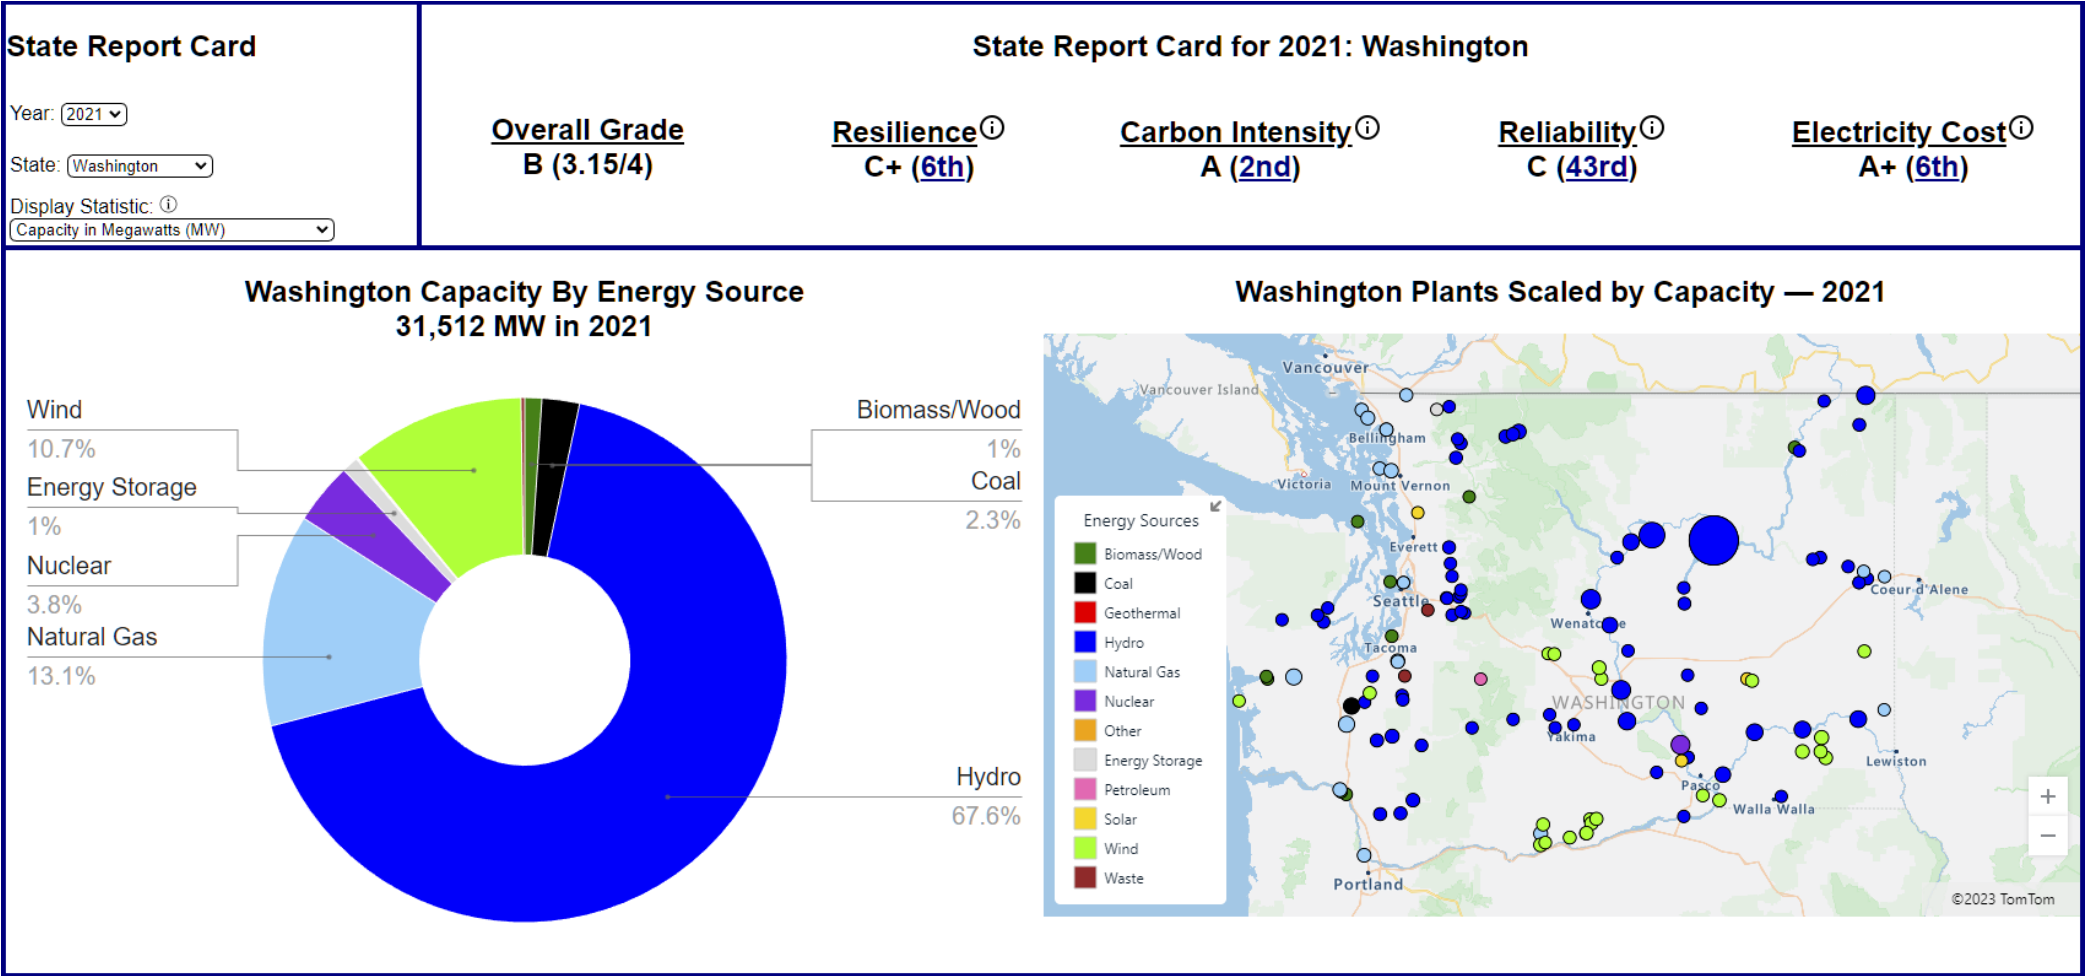 State Report Card
Year: 2021
State: Washington
Display Statistic: ⓘ
Capacity in Megawatts (MW)
State Report Card for 2021: Washington
Overall Grade
B (3.15/4)
Resilienceⓘ
C+ (6th)
Carbon Intensityⓘ
A (2nd)
Reliabilityⓘ
C (43rd)
Electricity Costⓘ
A+ (6th)
Washington Capacity By Energy Source
31,512 MW in 2021
Wind
10.7%
Energy Storage
1%
Nuclear
3.8%
Natural Gas
13.1%
Biomass/Wood
1%
Coal
2.3%
Hydro
67.6%
Washington Plants Scaled by Capacity — 2021
Vancouver
Vancouver Island
Bellingham
Victoria
Mount Vernon
Everett
Seattle
Tacoma
Coeur d'Alene
WASHINGTON
Yakima
Pasco
Walla Walla
Lewiston
Portland
Energy Sources
Biomass/Wood
Coal
Geothermal
Hydro
Natural Gas
Nuclear
Other
Energy Storage
Petroleum
Solar
Wind
Waste
+
−
©2023 TomTom